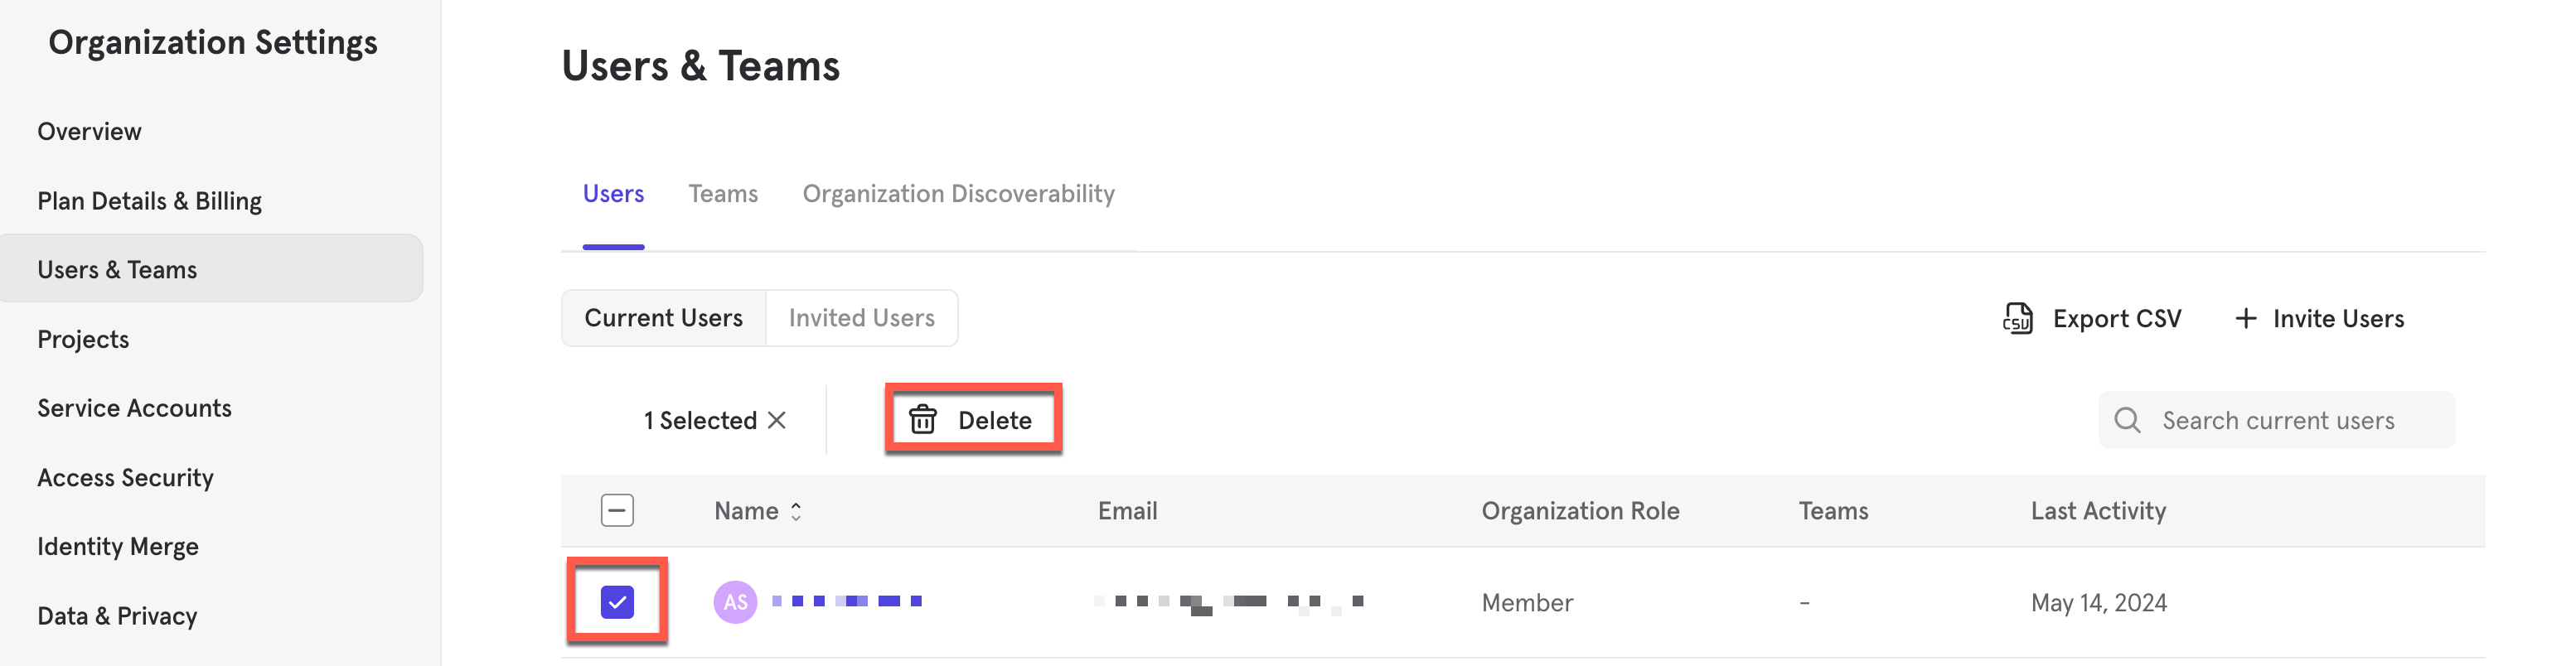 Organization Settings
Overview
Plan Details & Billing
Users & Teams
Projects
Service Accounts
Access Security
Identity Merge
Data & Privacy
Users & Teams
Users Teams Organization Discoverability
Current Users Invited Users CSV Export CSV + Invite Users
1 Selected × Delete Search current users
Name Email Organization Role Teams Last Activity
AS Member - May 14, 2024